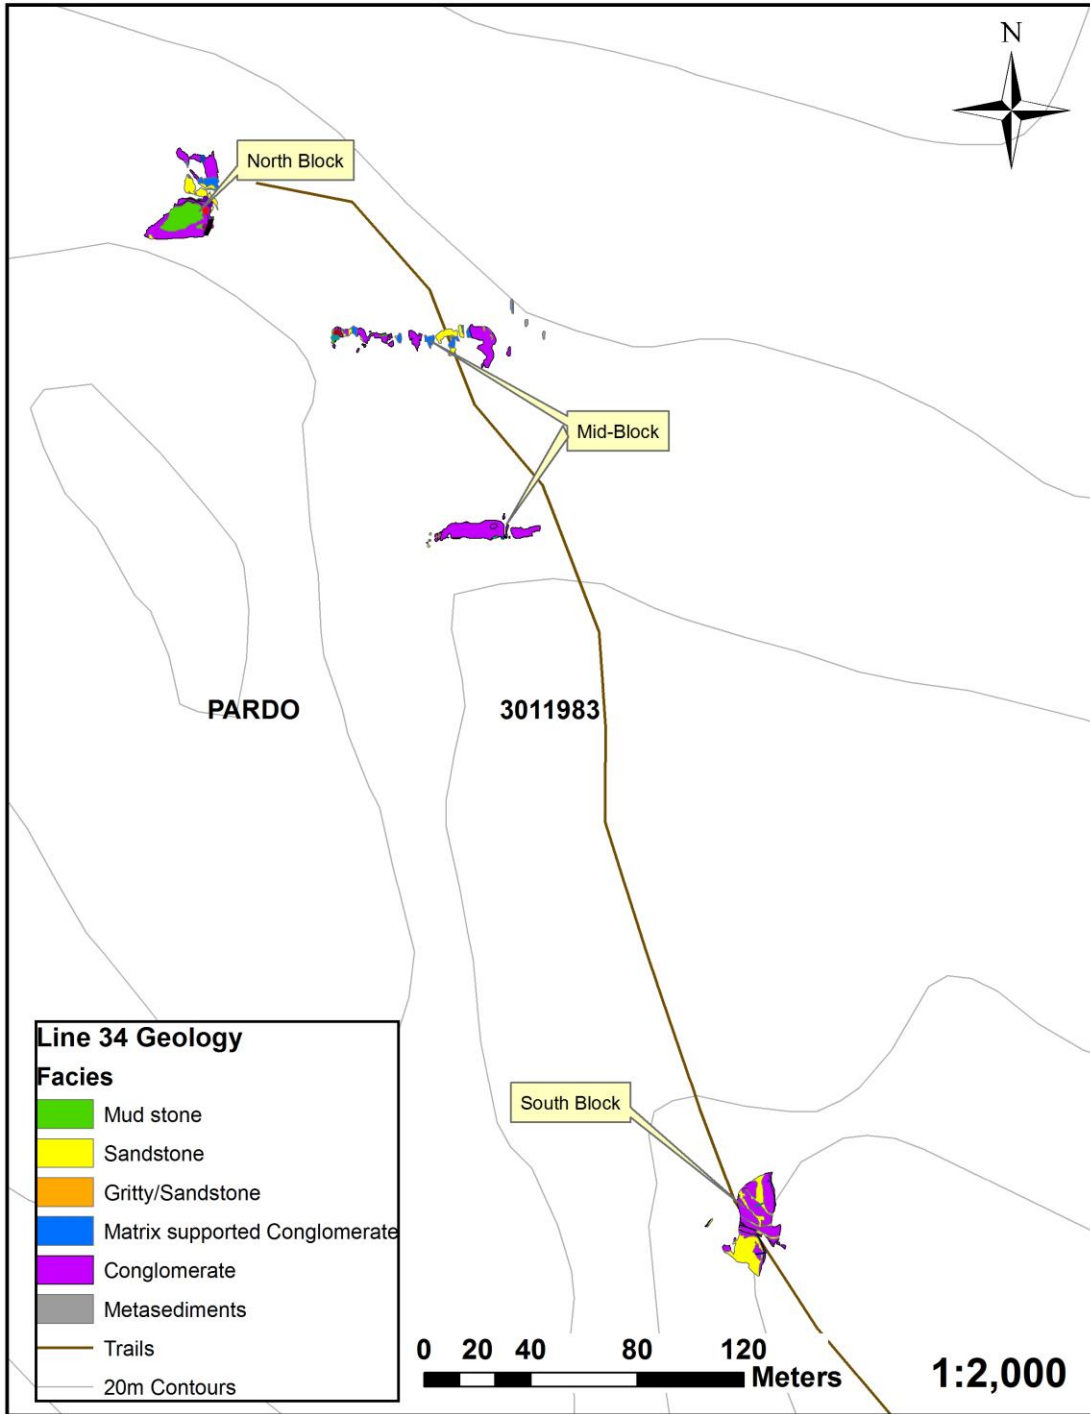 N
North Block
Mid-Block
PARDO
3011983
South Block
Line 34 Geology
Facies
Mud stone
Sandstone
Gritty/Sandstone
Matrix supported Conglomerate
Conglomerate
Metasediments
Trails
20m Contours
0 20 40 80 120
Meters
1:2,000